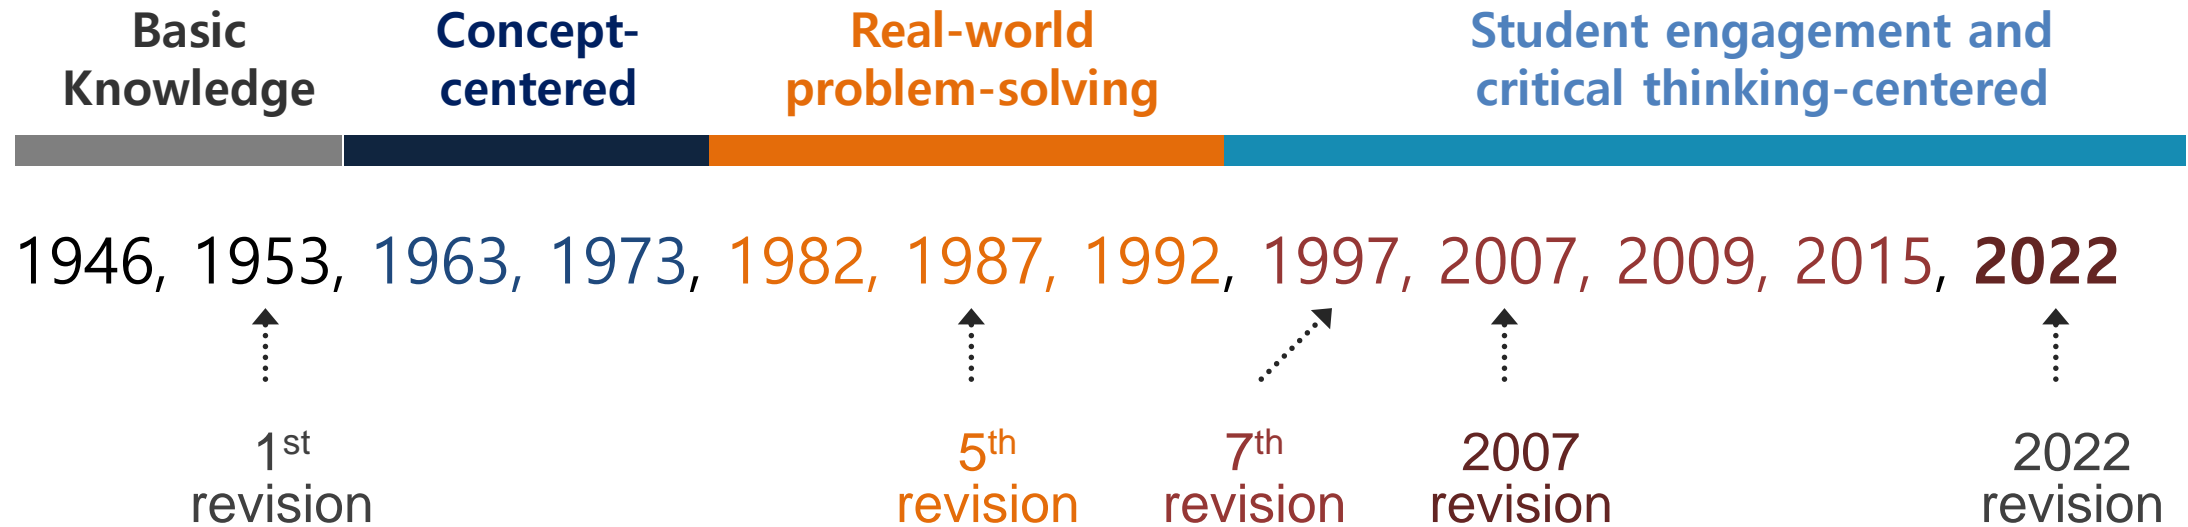 Basic
Knowledge
Concept-
centered
Real-world
problem-solving
Student engagement and
critical thinking-centered
1946, 1953, 1963, 1973, 1982, 1987, 1992, 1997, 2007, 2009, 2015, 2022
1st
revision
5th
revision
7th
revision
2007
revision
2022
revision